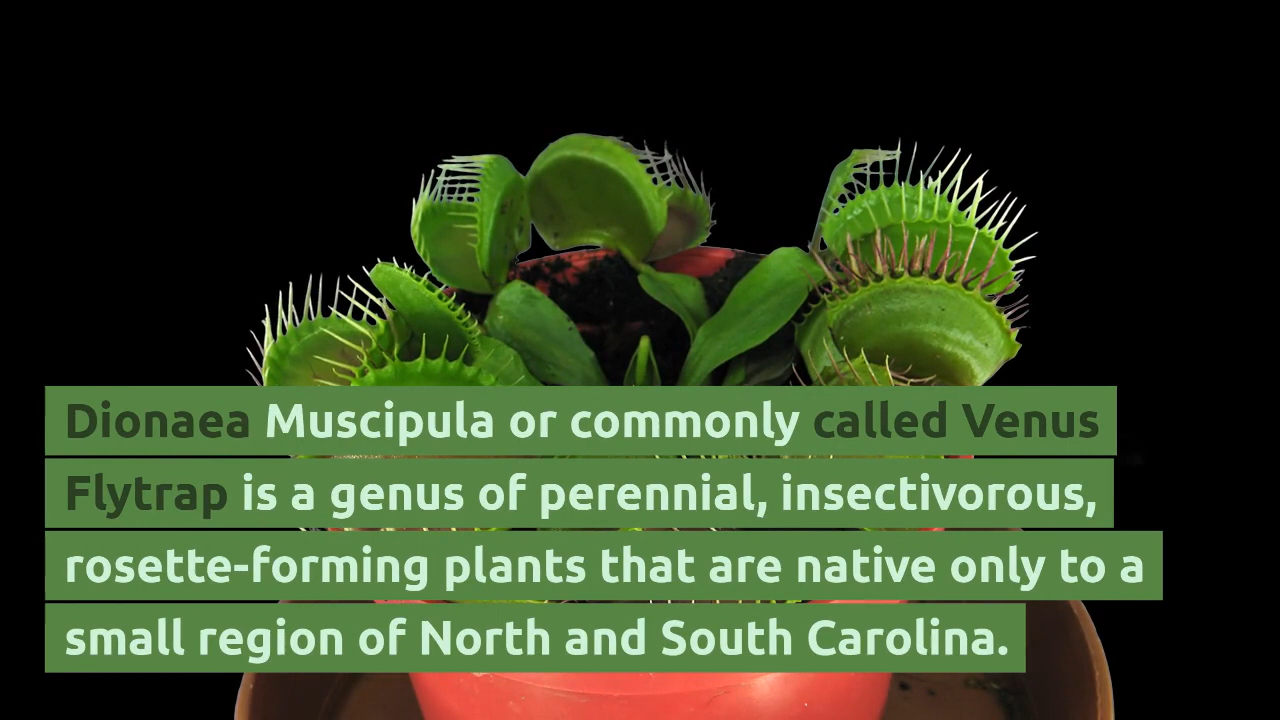 Dionaea Muscipula or commonly called Venus
Flytrap is a genus of perennial, insectivorous,
rosette-forming plants that are native only to a
small region of North and South Carolina.